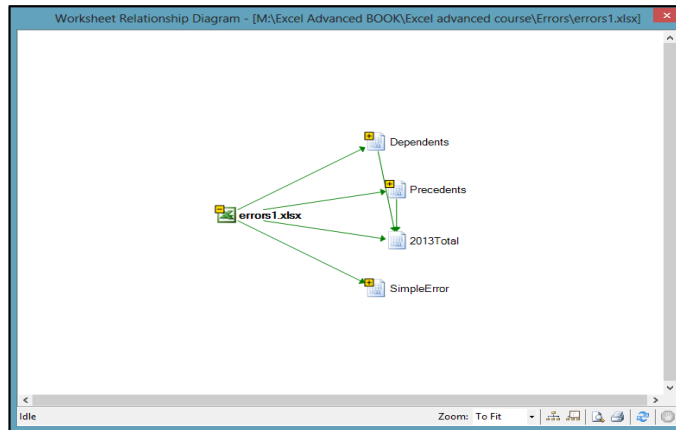 Worksheet Relationship Diagram - [M:\Excel Advanced BOOK\Excel advanced course\Errors\errors1.xlsx]
Dependents
Precedents
errors1.xlsx
2013Total
SimpleError
Idle
Zoom: To Fit